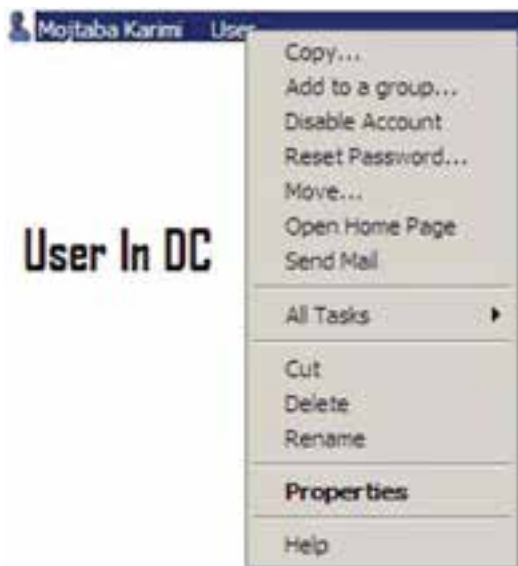 Mojtaba Karimi User
Copy...
Add to a group...
Disable Account
Reset Password...
Move...
Open Home Page
User In DC
Send Mail
All Tasks
Cut
Delete
Rename
Properties
Help